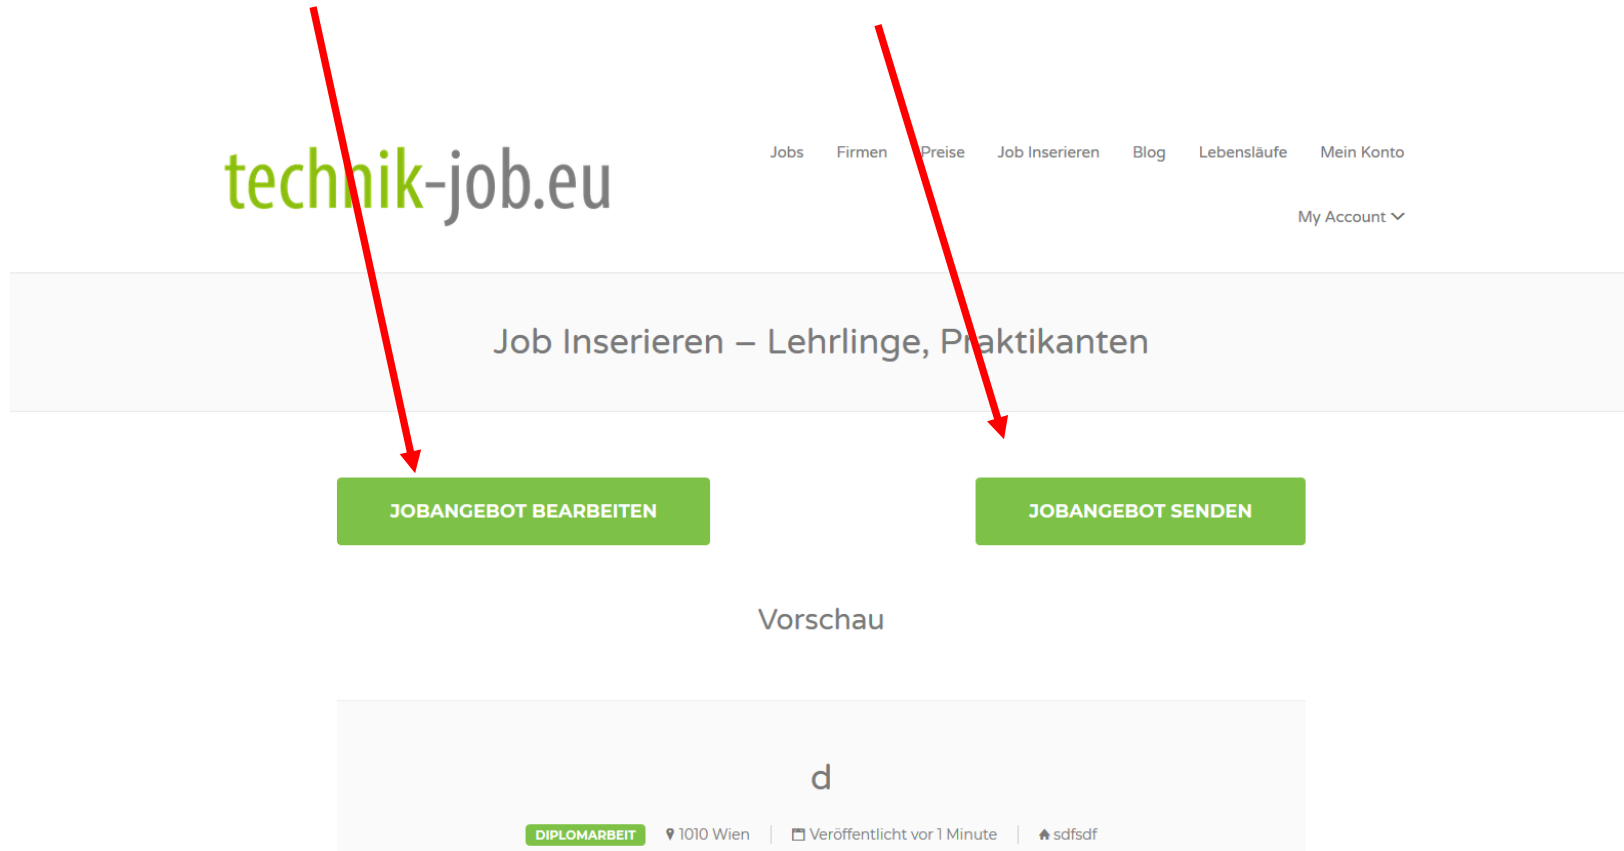 technik-job.eu
Jobs Firmen Preise Job Inserieren Blog Lebensläufe Mein Konto
My Account
Job Inserieren – Lehrlinge, Praktikanten
JOBANGEBOT BEARBEITEN JOBANGEBOT SENDEN
Vorschau
d
DIPLOMARBEIT 1010 Wien Veröffentlicht vor 1 Minute sdfsdf